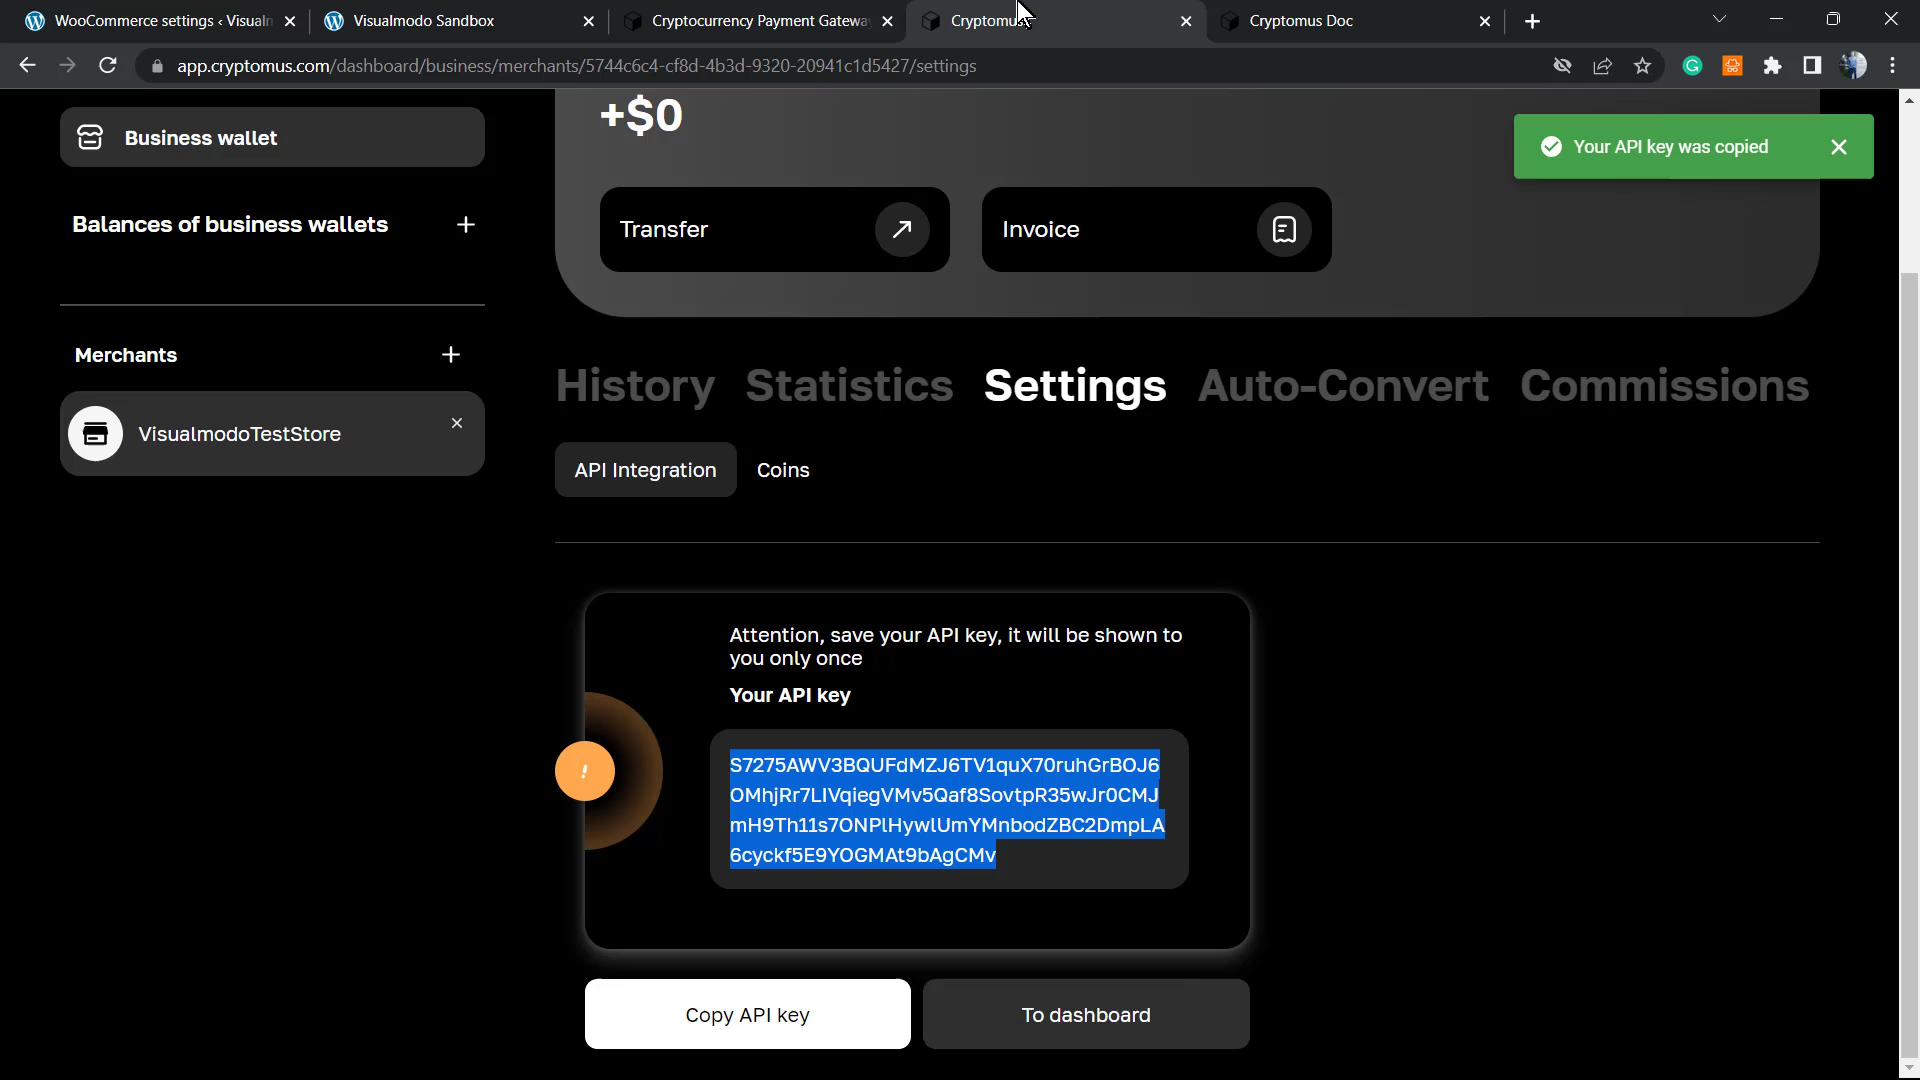 WooCommerce settings ‹ Visualm
Visualmodo Sandbox
Cryptocurrency Payment Gateway
Cryptomus
Cryptomus Doc
app.cryptomus.com/dashboard/business/merchants/5744c6c4-cf8d-4b3d-9320-20941c1d5427/settings
Business wallet
+$0
Your API key was copied
Balances of business wallets +
Transfer
Invoice
Merchants +
VisualmodoTestStore
History Statistics Settings Auto-Convert Commissions
API Integration Coins
Attention, save your API key, it will be shown to
you only once
Your API key
S7275AWV3BQUFdMZJ6TV1quX70ruhGrBOJ6
OMhjRr7LIVqiegVMv5Qaf8SovtpR35wJr0CMJ
mH9Th11s7ONPlHywlUmYMnbodZBC2DmpLA
6cyckf5E9YOGMAt9bAgCMv
!
Copy API key
To dashboard